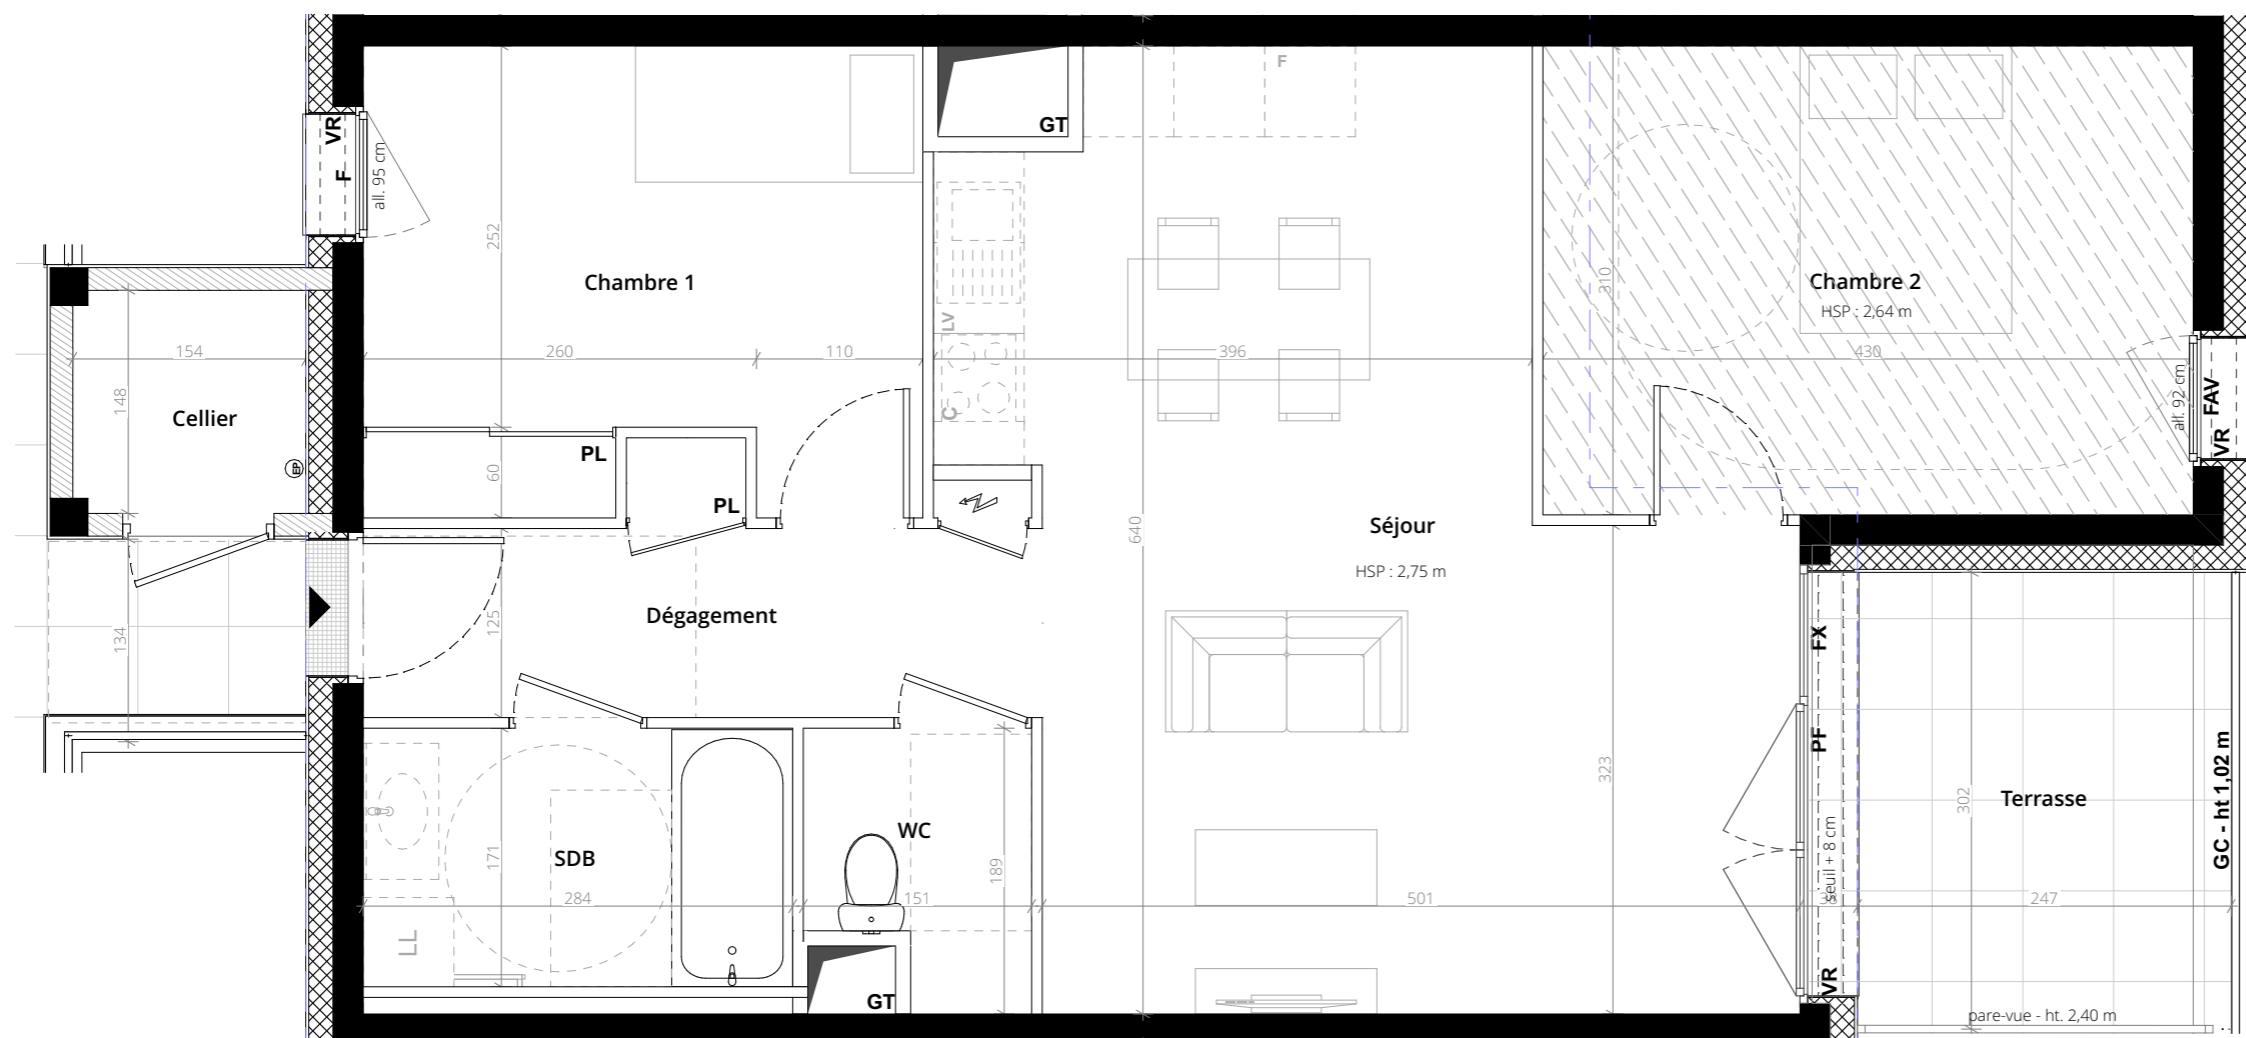 F
GT
VR
F
all. 95 cm
252
Chambre 1
310
Chambre 2
HSP : 2,64 m
LV
154
260
110
396
430
148
Cellier
C
all. 92 cm
FAV
VR
PL
60
EP
PL
640
Séjour
HSP : 2,75 m
134
125
Dégagement
FX
PF
323
302
Terrasse
GC - ht 1,02 m
WC
171
SDB
189
seuil + 8 cm
284
151
501
247
LL
GT
VR
pare-vue - ht. 2,40 m